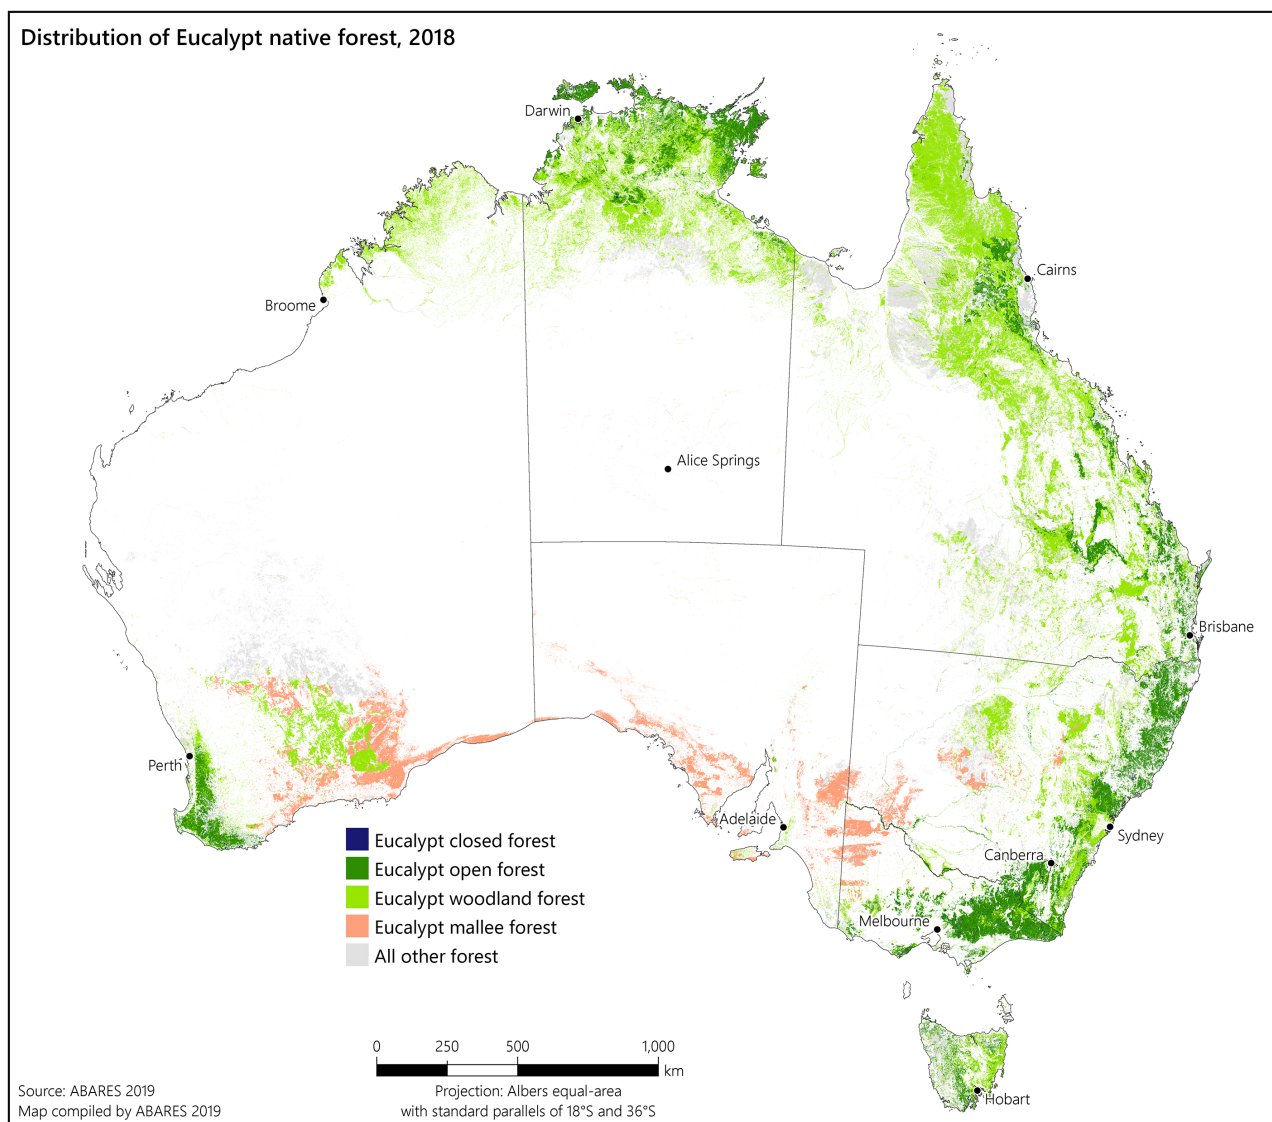 Distribution of Eucalypt native forest, 2018
Darwin
Cairns
Broome
Alice Springs
Brisbane
Perth
Adelaide
Sydney
Canberra
Melbourne
Hobart
Eucalypt closed forest
Eucalypt open forest
Eucalypt woodland forest
Eucalypt mallee forest
All other forest
0 250 500 1,000
km
Projection: Albers equal-area
with standard parallels of 18°S and 36°S
Source: ABARES 2019
Map compiled by ABARES 2019